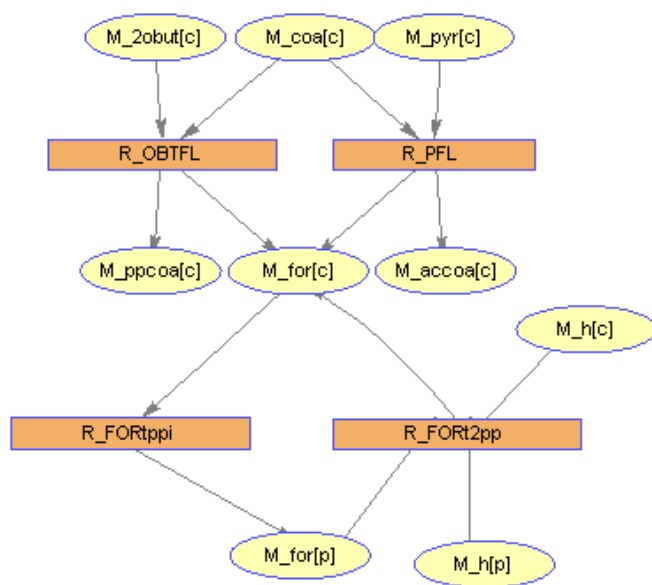 M_2obut[c]
M_coa[c]
M_pyr[c]
R_OBTFL
R_PFL
M_ppcoa[c]
M_for[c]
M_accoa[c]
M_h[c]
R_FORtppi
R_FORt2pp
M_for[p]
M_h[p]